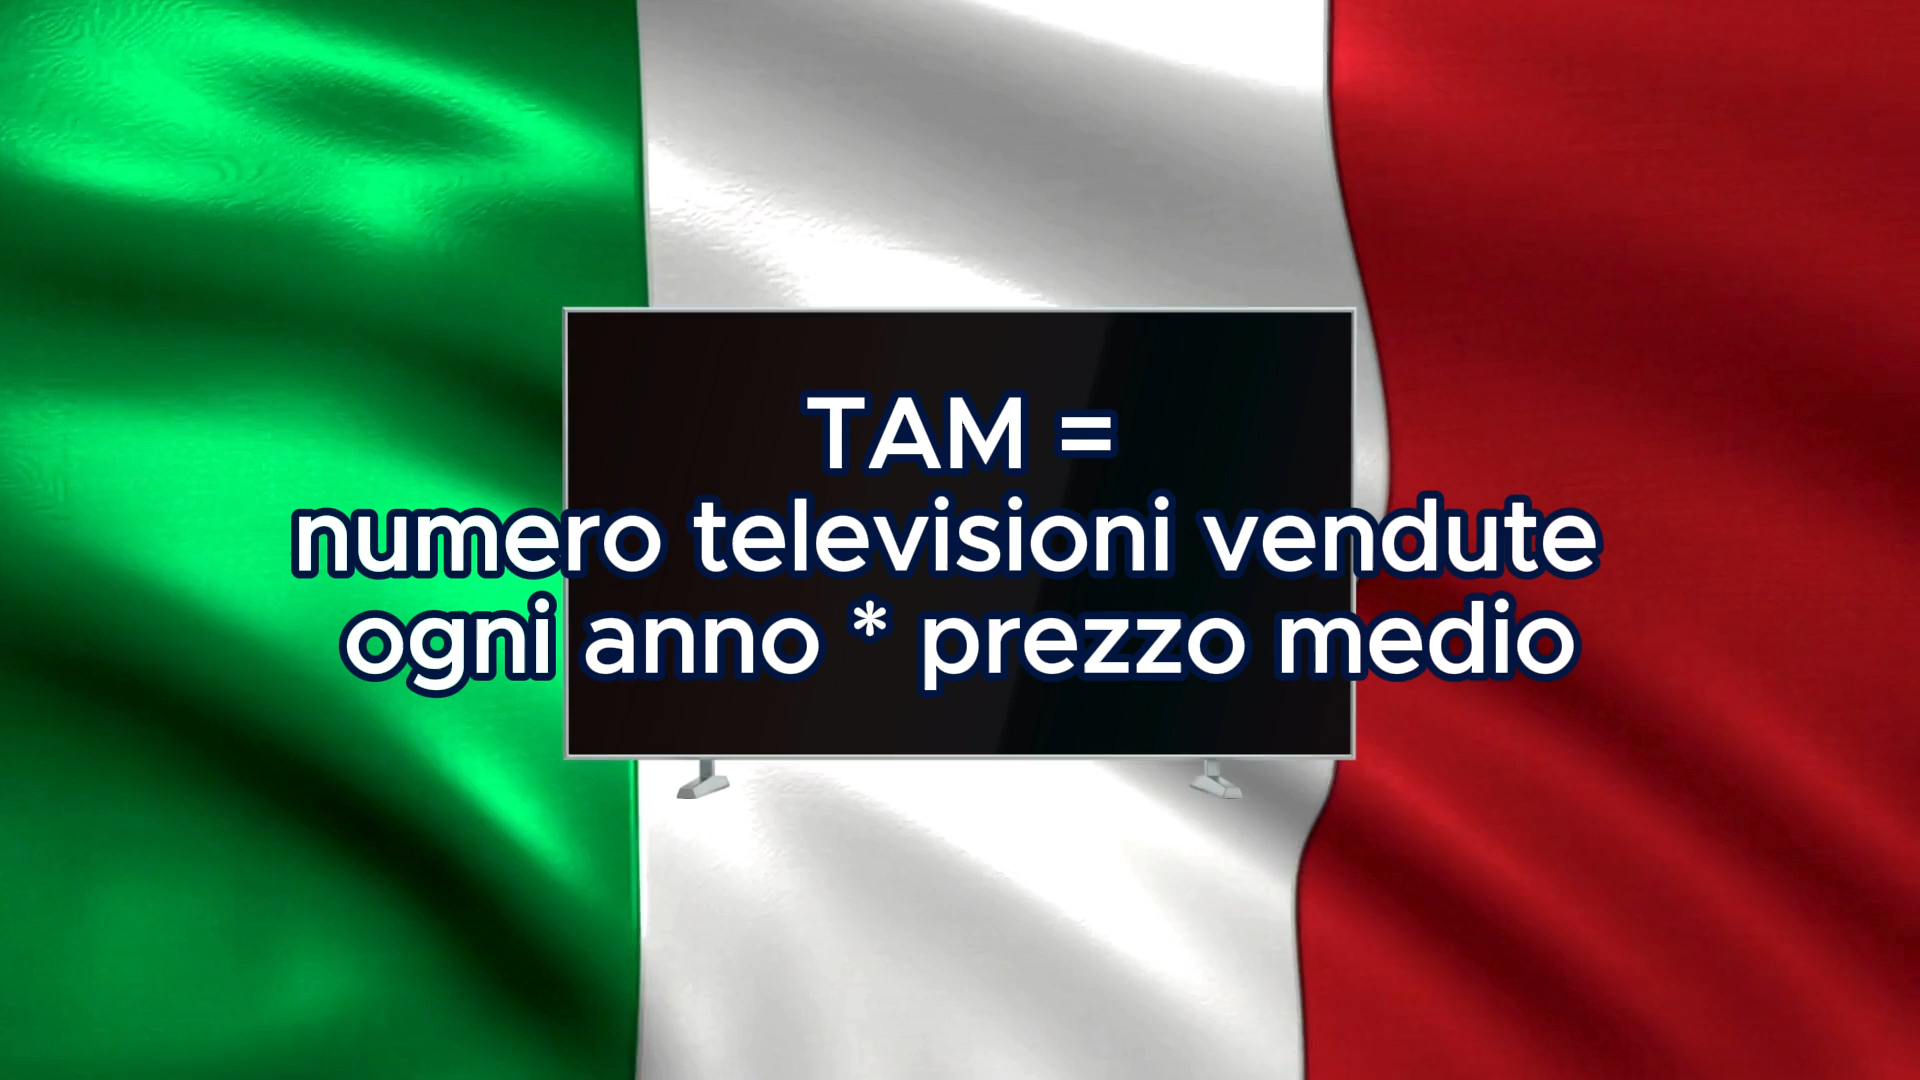 TAM =
numero televisioni vendute
ogni anno * prezzo medio